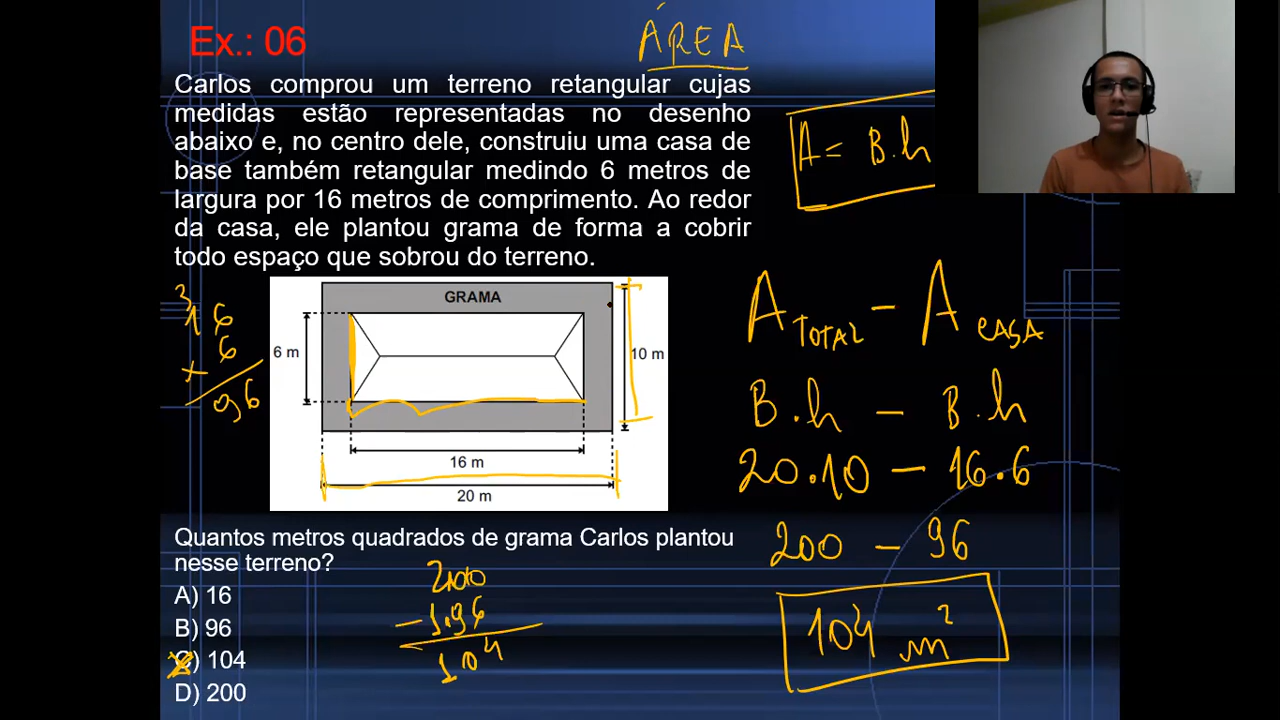 Ex.: 06
ÁREA
Carlos comprou um terreno retangular cujas
medidas estão representadas no desenho
abaixo e, no centro dele, construiu uma casa de
base também retangular medindo 6 metros de
largura por 16 metros de comprimento. Ao redor
da casa, ele plantou grama de forma a cobrir
todo espaço que sobrou do terreno.
A = B.h
3
16
6
×
96
GRAMA
6 m
10 m
16 m
20 m
A TOTAL - A CASA
B.h - B.h
20.10 - 16.6
200 - 96
104 m²
Quantos metros quadrados de grama Carlos plantou
nesse terreno?
A) 16
B) 96
C) 104
D) 200
- 
104